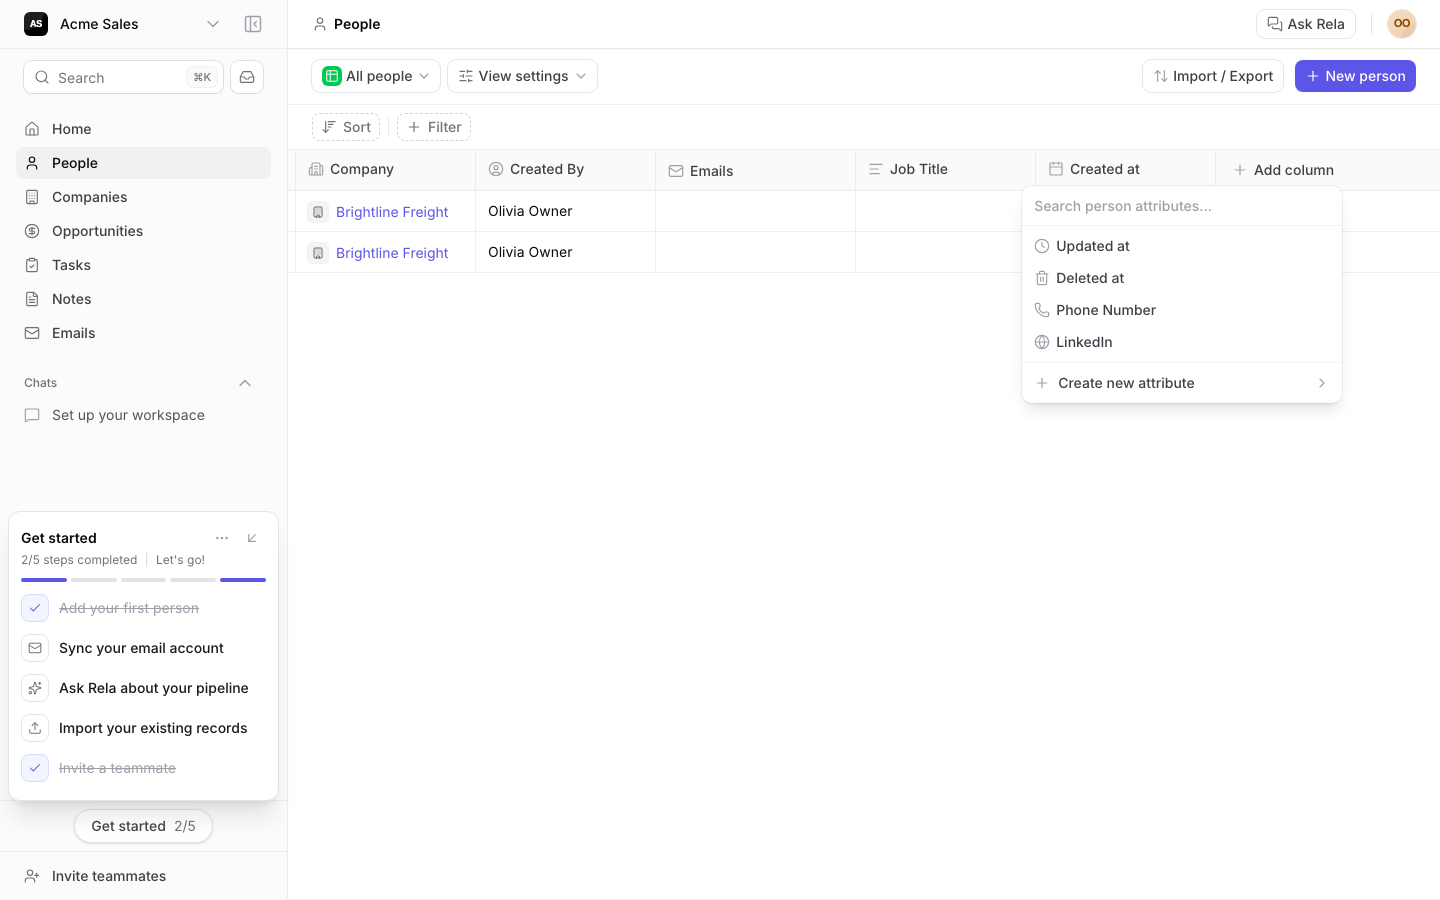 AS Acme Sales
Search ⌘K
Home
People
Companies
Opportunities
Tasks
Notes
Emails
Chats
Set up your workspace
Get started
2/5 steps completed Let's go!
Add your first person
Sync your email account
Ask Rela about your pipeline
Import your existing records
Invite a teammate
Get started 2/5
Invite teammates
People
Ask Rela
OO
All people
View settings
Import / Export
New person
Sort
Filter
Company Created By Emails Job Title Created at Add column
Brightline Freight Olivia Owner
Brightline Freight Olivia Owner
Search person attributes...
Updated at
Deleted at
Phone Number
LinkedIn
Create new attribute